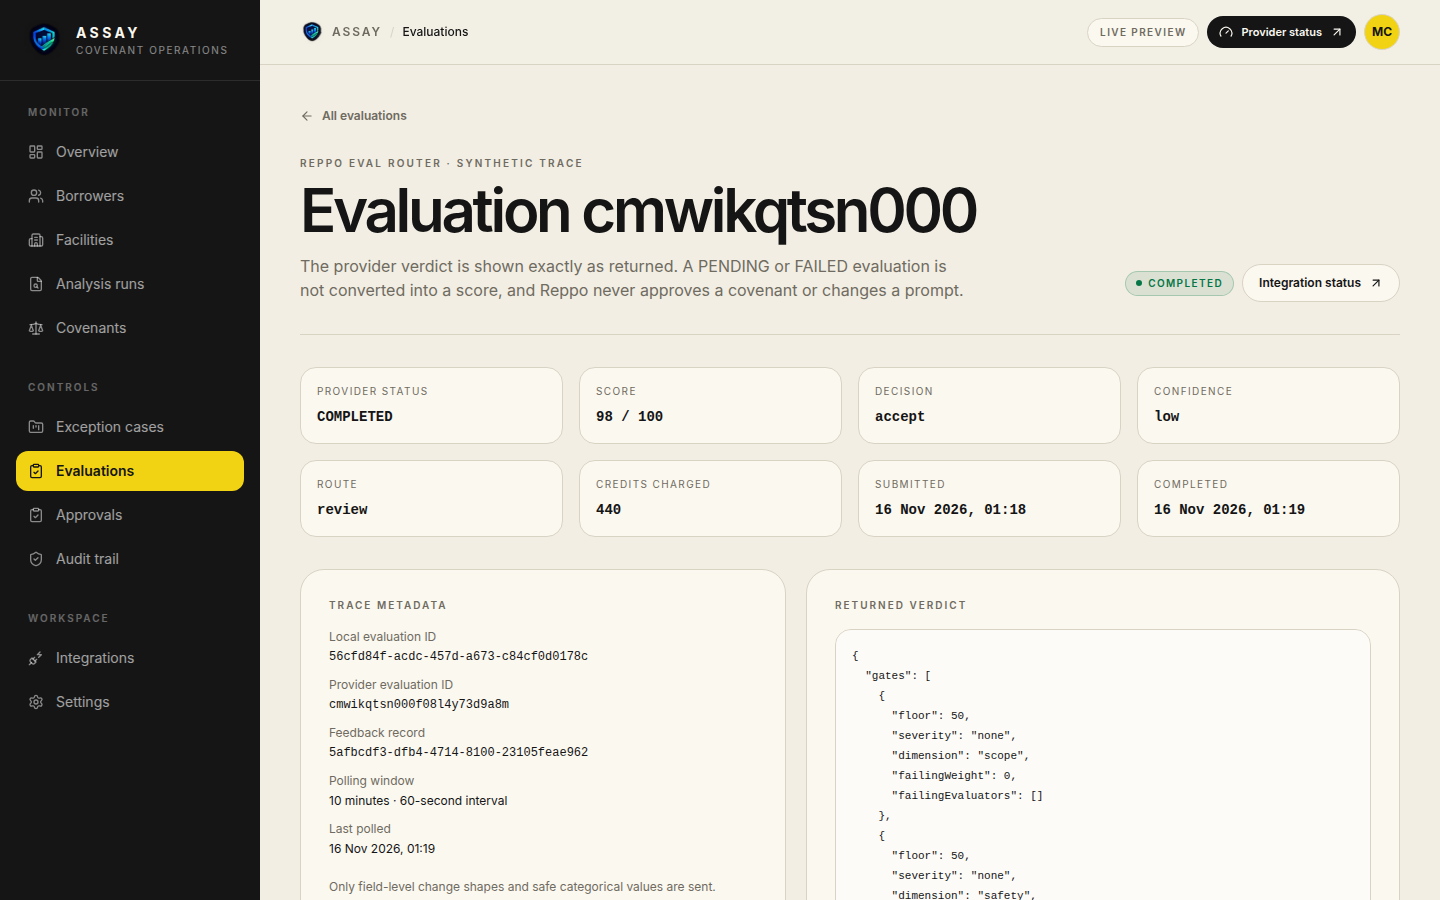 ASSAY
COVENANT OPERATIONS
MONITOR
Overview
Borrowers
Facilities
Analysis runs
Covenants
CONTROLS
Exception cases
Evaluations
Approvals
Audit trail
WORKSPACE
Integrations
Settings
ASSAY / Evaluations
LIVE PREVIEW
Provider status
MC
All evaluations
REPPO EVAL ROUTER · SYNTHETIC TRACE
Evaluation cmwikqtsn000
The provider verdict is shown exactly as returned. A PENDING or FAILED evaluation is
not converted into a score, and Reppo never approves a covenant or changes a prompt.
COMPLETED
Integration status
PROVIDER STATUS
COMPLETED
SCORE
98 / 100
DECISION
accept
CONFIDENCE
low
ROUTE
review
CREDITS CHARGED
440
SUBMITTED
16 Nov 2026, 01:18
COMPLETED
16 Nov 2026, 01:19
TRACE METADATA
Local evaluation ID
56cfd84f-acdc-457d-a673-c84cf0d0178c
Provider evaluation ID
cmwikqtsn000f08l4y73d9a8m
Feedback record
5afbcdf3-dfb4-4714-8100-23105feae962
Polling window
10 minutes · 60-second interval
Last polled
16 Nov 2026, 01:19
Only field-level change shapes and safe categorical values are sent.
RETURNED VERDICT
{
"gates": [
{
"floor": 50,
"severity": "none",
"dimension": "scope",
"failingWeight": 0,
"failingEvaluators": []
},
{
"floor": 50,
"severity": "none",
"dimension": "safety",